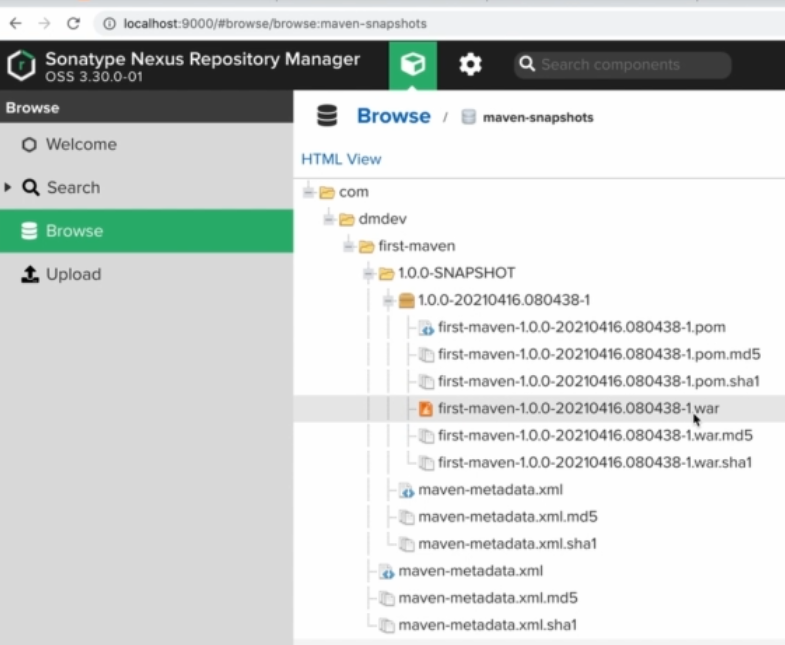 localhost:9000/#browse/browse:maven-snapshots
Sonatype Nexus Repository Manager
OSS 3.30.0-01
Search components
Browse
Welcome
Search
Browse
Upload
Browse / maven-snapshots
HTML View
com
dmdev
first-maven
1.0.0-SNAPSHOT
1.0.0-20210416.080438-1
first-maven-1.0.0-20210416.080438-1.pom
first-maven-1.0.0-20210416.080438-1.pom.md5
first-maven-1.0.0-20210416.080438-1.pom.sha1
first-maven-1.0.0-20210416.080438-1.war
first-maven-1.0.0-20210416.080438-1.war.md5
first-maven-1.0.0-20210416.080438-1.war.sha1
maven-metadata.xml
maven-metadata.xml.md5
maven-metadata.xml.sha1
maven-metadata.xml
maven-metadata.xml.md5
maven-metadata.xml.sha1